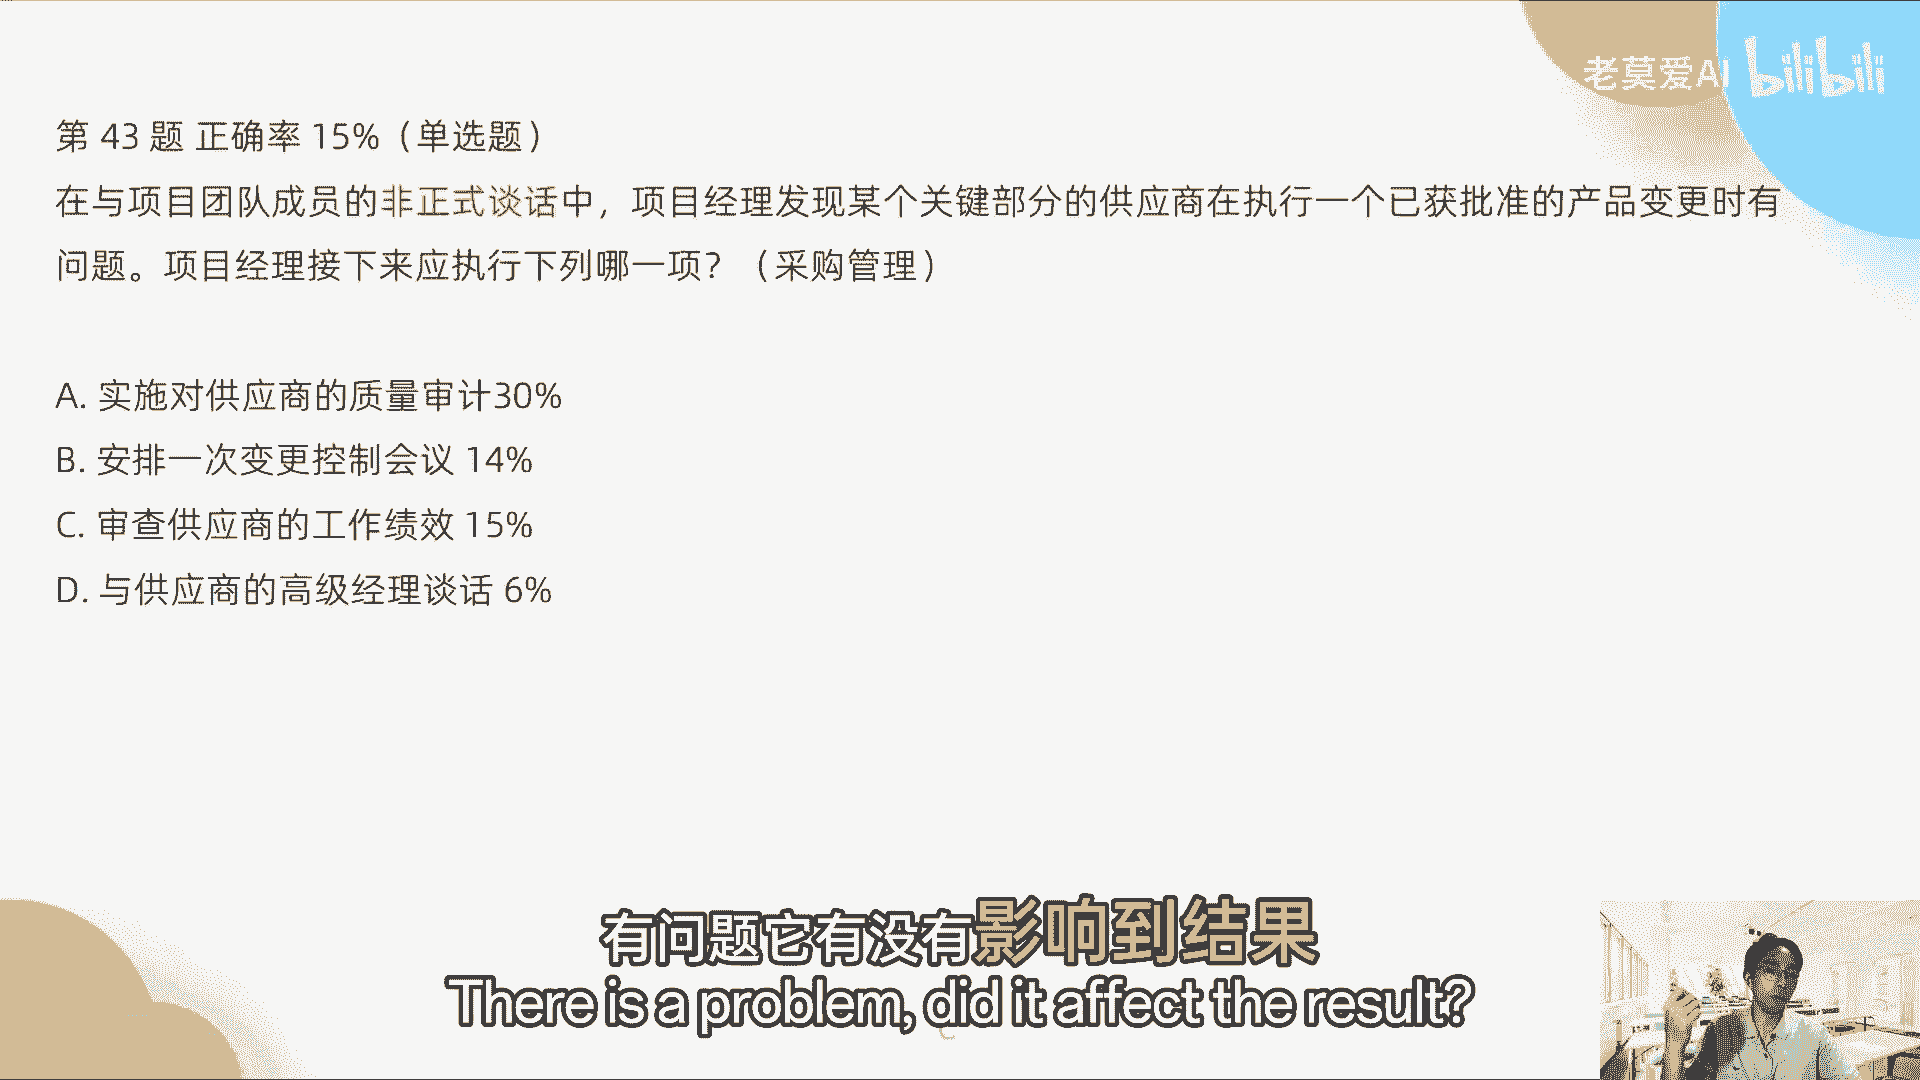 老莫爱AI bilibili
第 43 题 正确率 15%（单选题）
在与项目团队成员的非正式谈话中，项目经理发现某个关键部分的供应商在执行一个已获批准的产品变更时有
问题。项目经理接下来应执行下列哪一项？（采购管理）
A. 实施对供应商的质量审计30%
B. 安排一次变更控制会议 14%
C. 审查供应商的工作绩效 15%
D. 与供应商的高级经理谈话 6%
有问题它有没有影响到结果
There is a problem, did it affect the result?